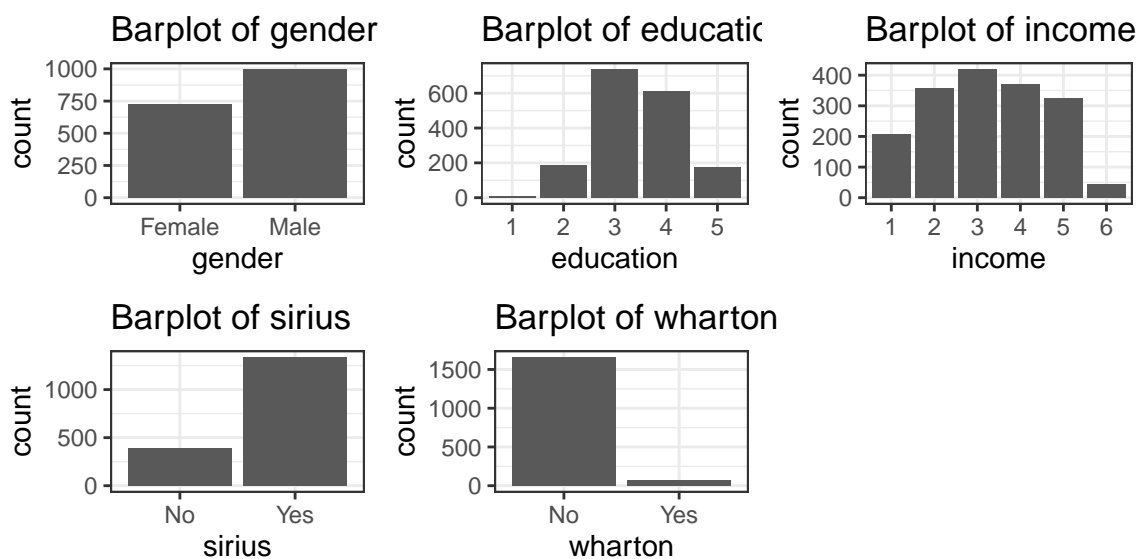 Barplot of gender
1000
750
500
250
0
count
Female Male
gender
Barplot of educatic
600
400
200
0
count
1 2 3 4 5
education
Barplot of income
400
300
200
100
0
count
1 2 3 4 5 6
income
Barplot of sirius
1000
500
0
count
No Yes
sirius
Barplot of wharton
1500
1000
500
0
count
No Yes
wharton